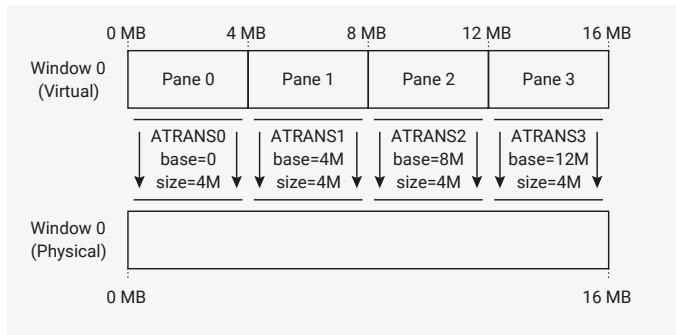 0 MB 4 MB 8 MB 12 MB 16 MB
Window 0
(Virtual)
Pane 0 Pane 1 Pane 2 Pane 3
ATRANS0 ATRANS1 ATRANS2 ATRANS3
base=0 base=4M base=8M base=12M
size=4M size=4M size=4M size=4M
Window 0
(Physical)
0 MB 16 MB